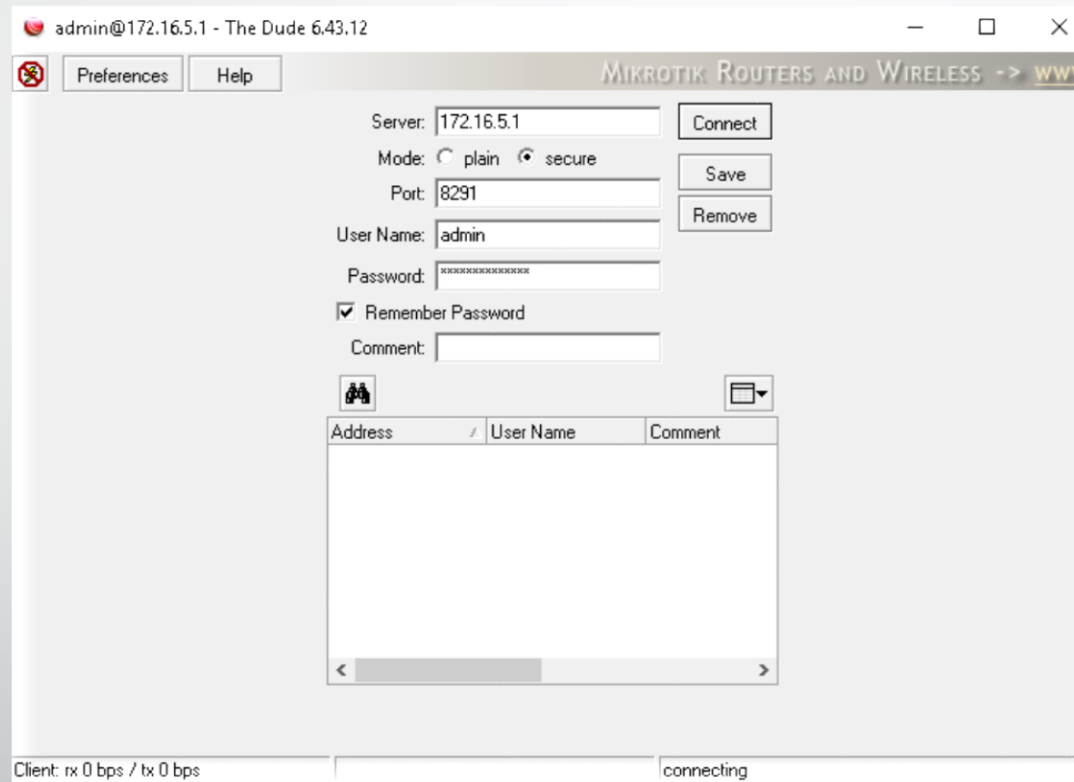 admin@172.16.5.1 - The Dude 6.43.12
Preferences Help MIKROTIK ROUTERS AND WIRELESS -> www
Server: 172.16.5.1 Connect
Mode: plain secure
Save
Port: 8291
Remove
User Name: admin
Password: **************
Remember Password
Comment:
Address User Name Comment
Client: rx 0 bps / tx 0 bps connecting